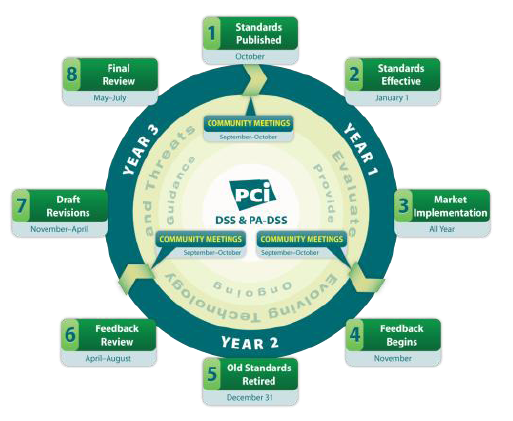 1
Standards
Published
October
2
Standards
Effective
January 1
3
Market
Implementation
All Year
4
Feedback
Begins
November
5
Old Standards
Retired
December 31
6
Feedback
Review
April–August
7
Draft
Revisions
November–April
8
Final
Review
May-July
YEAR 1
YEAR 2
YEAR 3
COMMUNITY MEETINGS
September–October
COMMUNITY MEETINGS
September–October
COMMUNITY MEETINGS
September–October
Evaluate
Evolving Technology
and Threats
Provide
Ongoing
Guidance
PCi
DSS & PA-DSS